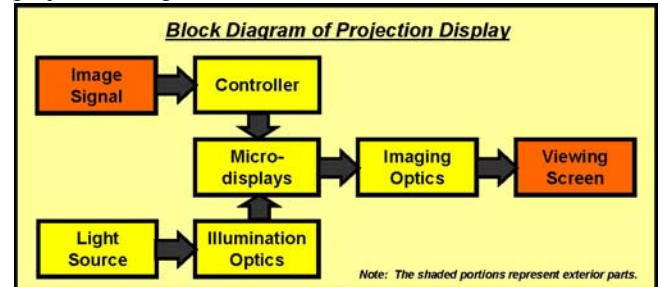 Block Diagram of Projection Display
Image
Signal
Controller
Micro-
displays
Imaging
Optics
Viewing
Screen
Light
Source
Illumination
Optics
Note: The shaded portions represent exterior parts.